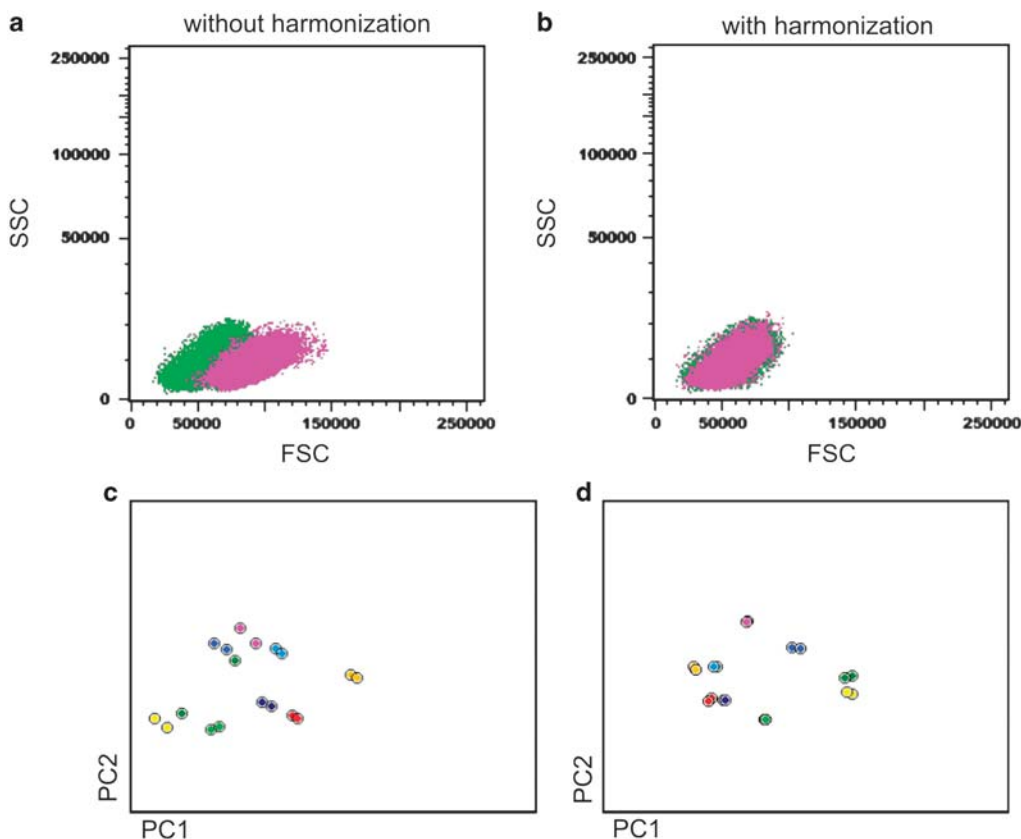 a
without harmonization
250000
100000
50000
0
SSC
0 50000 150000 250000
FSC
b
with harmonization
250000
100000
50000
0
SSC
0 50000 150000 250000
FSC
c
PC2
PC1
d
PC2
PC1